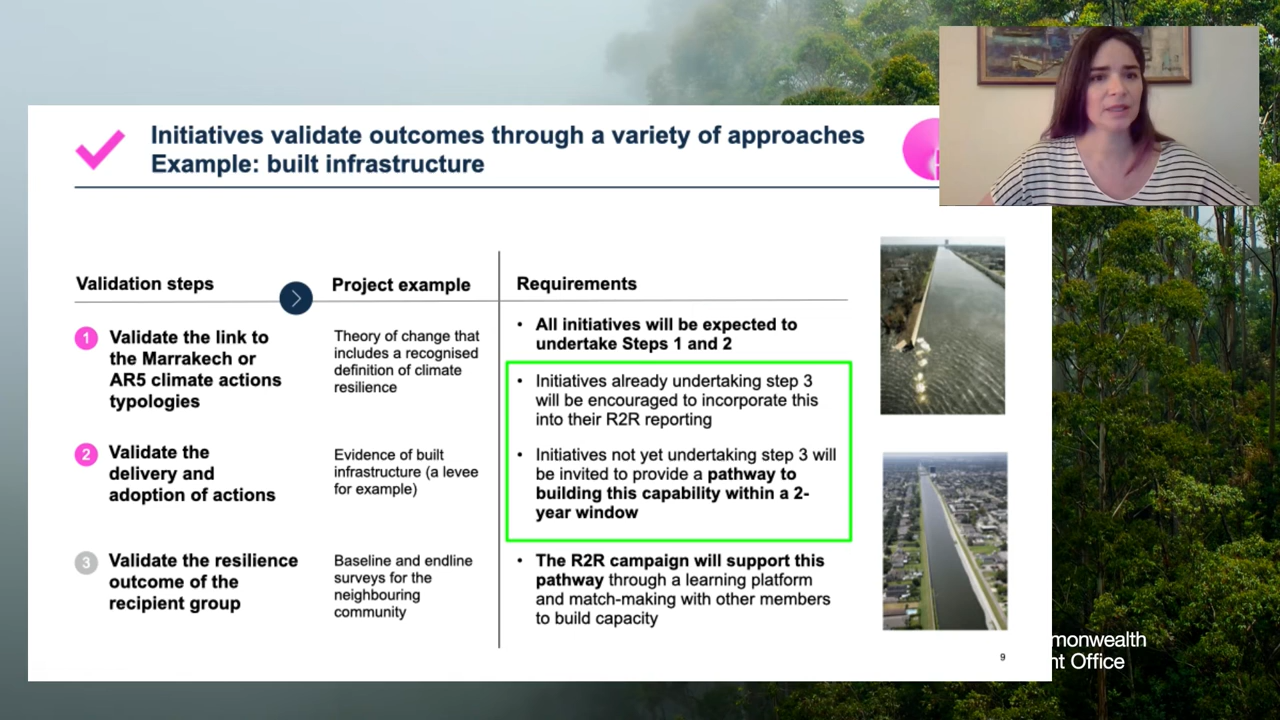 Initiatives validate outcomes through a variety of approaches
Example: built infrastructure
Validation steps
Project example
Requirements
1
Validate the link to
the Marrakech or
AR5 climate actions
typologies
Theory of change that
includes a recognised
definition of climate
resilience
2
Validate the
delivery and
adoption of actions
Evidence of built
infrastructure (a levee
for example)
3
Validate the resilience
outcome of the
recipient group
Baseline and endline
surveys for the
neighbouring
community
• All initiatives will be expected to
undertake Steps 1 and 2
• Initiatives already undertaking step 3
will be encouraged to incorporate this
into their R2R reporting
• Initiatives not yet undertaking step 3 will
be invited to provide a pathway to
building this capability within a 2-
year window
• The R2R campaign will support this
pathway through a learning platform
and match-making with other members
to build capacity
9
monwealth
nt Office